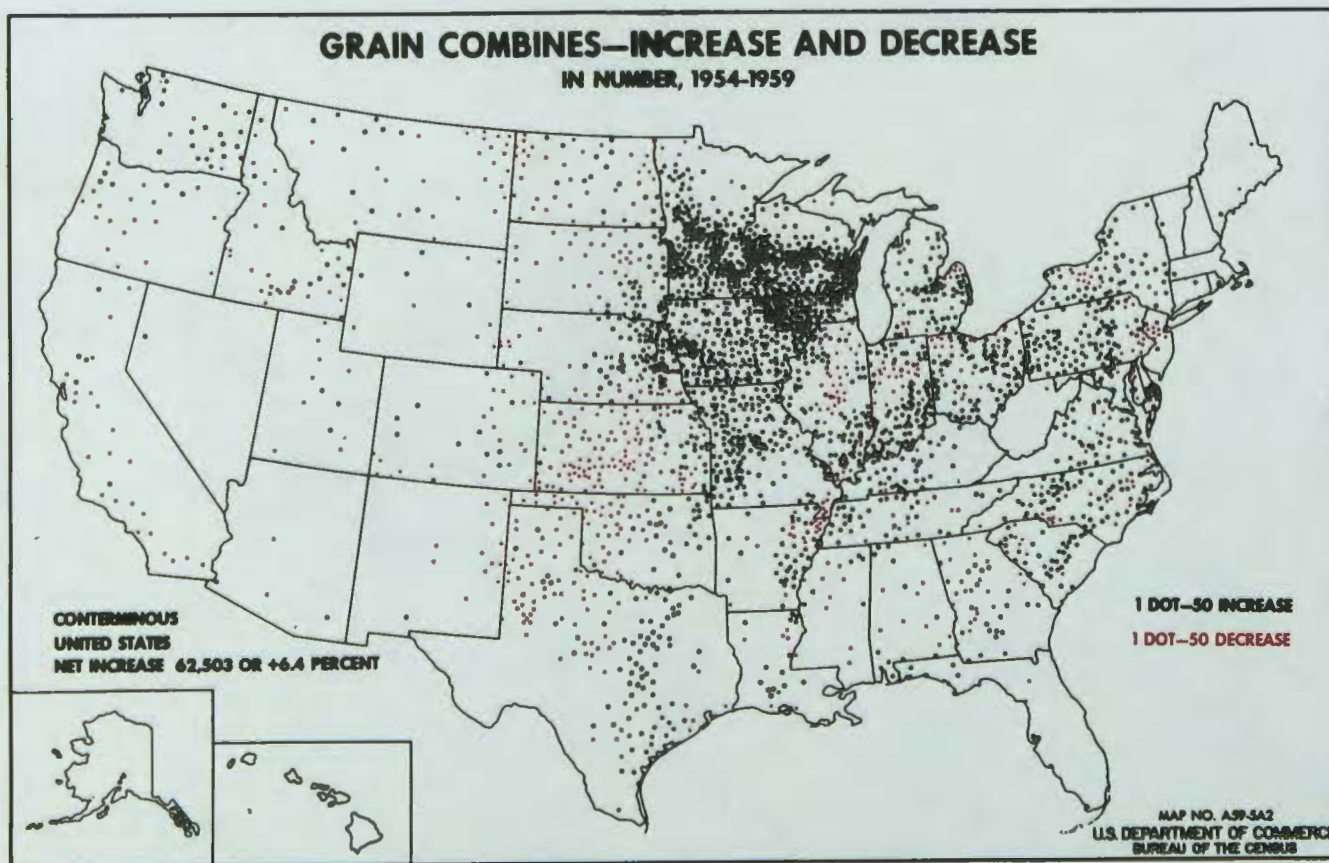 GRAIN COMBINES—INCREASE AND DECREASE
IN NUMBER, 1954-1959
CONTERMINOUS
UNITED STATES
NET INCREASE 62,503 OR +6.4 PERCENT
1 DOT—50 INCREASE
1 DOT—50 DECREASE
MAP NO. A59-5A2
U.S. DEPARTMENT OF COMMERCE
BUREAU OF THE CENSUS